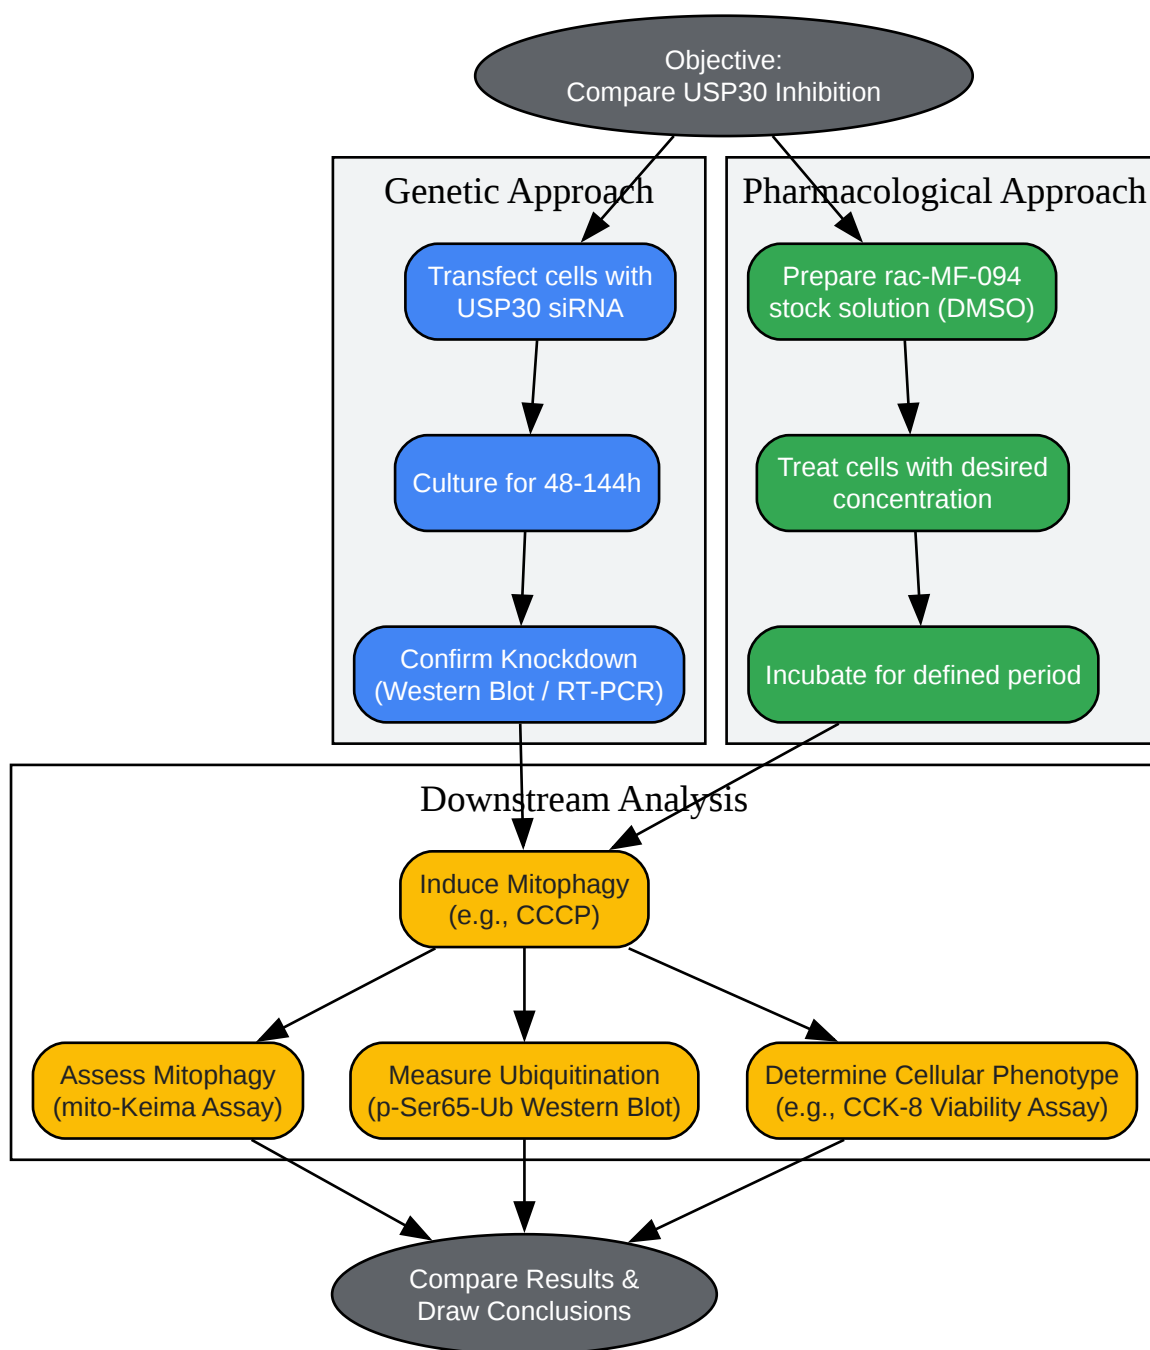 Objective:
Compare USP30 Inhibition
Genetic Approach
Transfect cells with
USP30 siRNA
Culture for 48-144h
Confirm Knockdown
(Western Blot / RT-PCR)
Pharmacological Approach
Prepare rac-MF-094
stock solution (DMSO)
Treat cells with desired
concentration
Incubate for defined period
Downstream Analysis
Induce Mitophagy
(e.g., CCCP)
Assess Mitophagy
(mito-Keima Assay)
Measure Ubiquitination
(p-Ser65-Ub Western Blot)
Determine Cellular Phenotype
(e.g., CCK-8 Viability Assay)
Compare Results &
Draw Conclusions